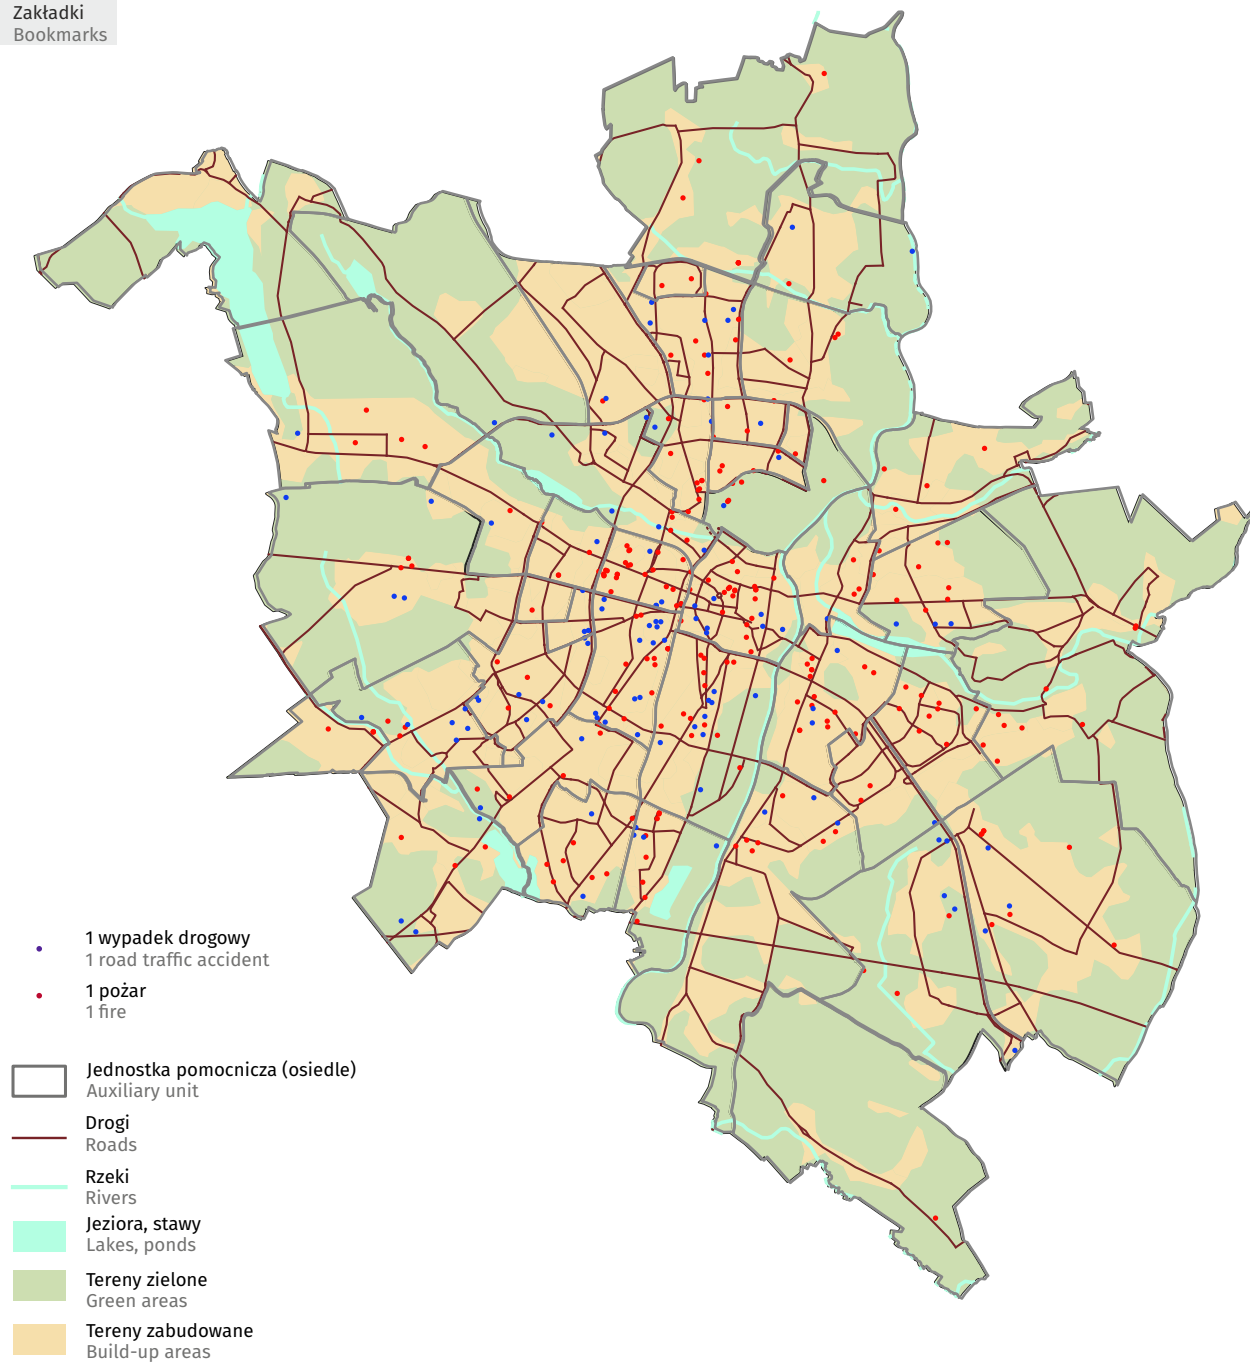 Zakładki
Bookmarks
1 wypadek drogowy
1 road traffic accident
1 pożar
1 fire
Jednostka pomocnicza (osiedle)
Auxiliary unit
Drogi
Roads
Rzeki
Rivers
Jeziora, stawy
Lakes, ponds
Tereny zielone
Green areas
Tereny zabudowane
Build-up areas